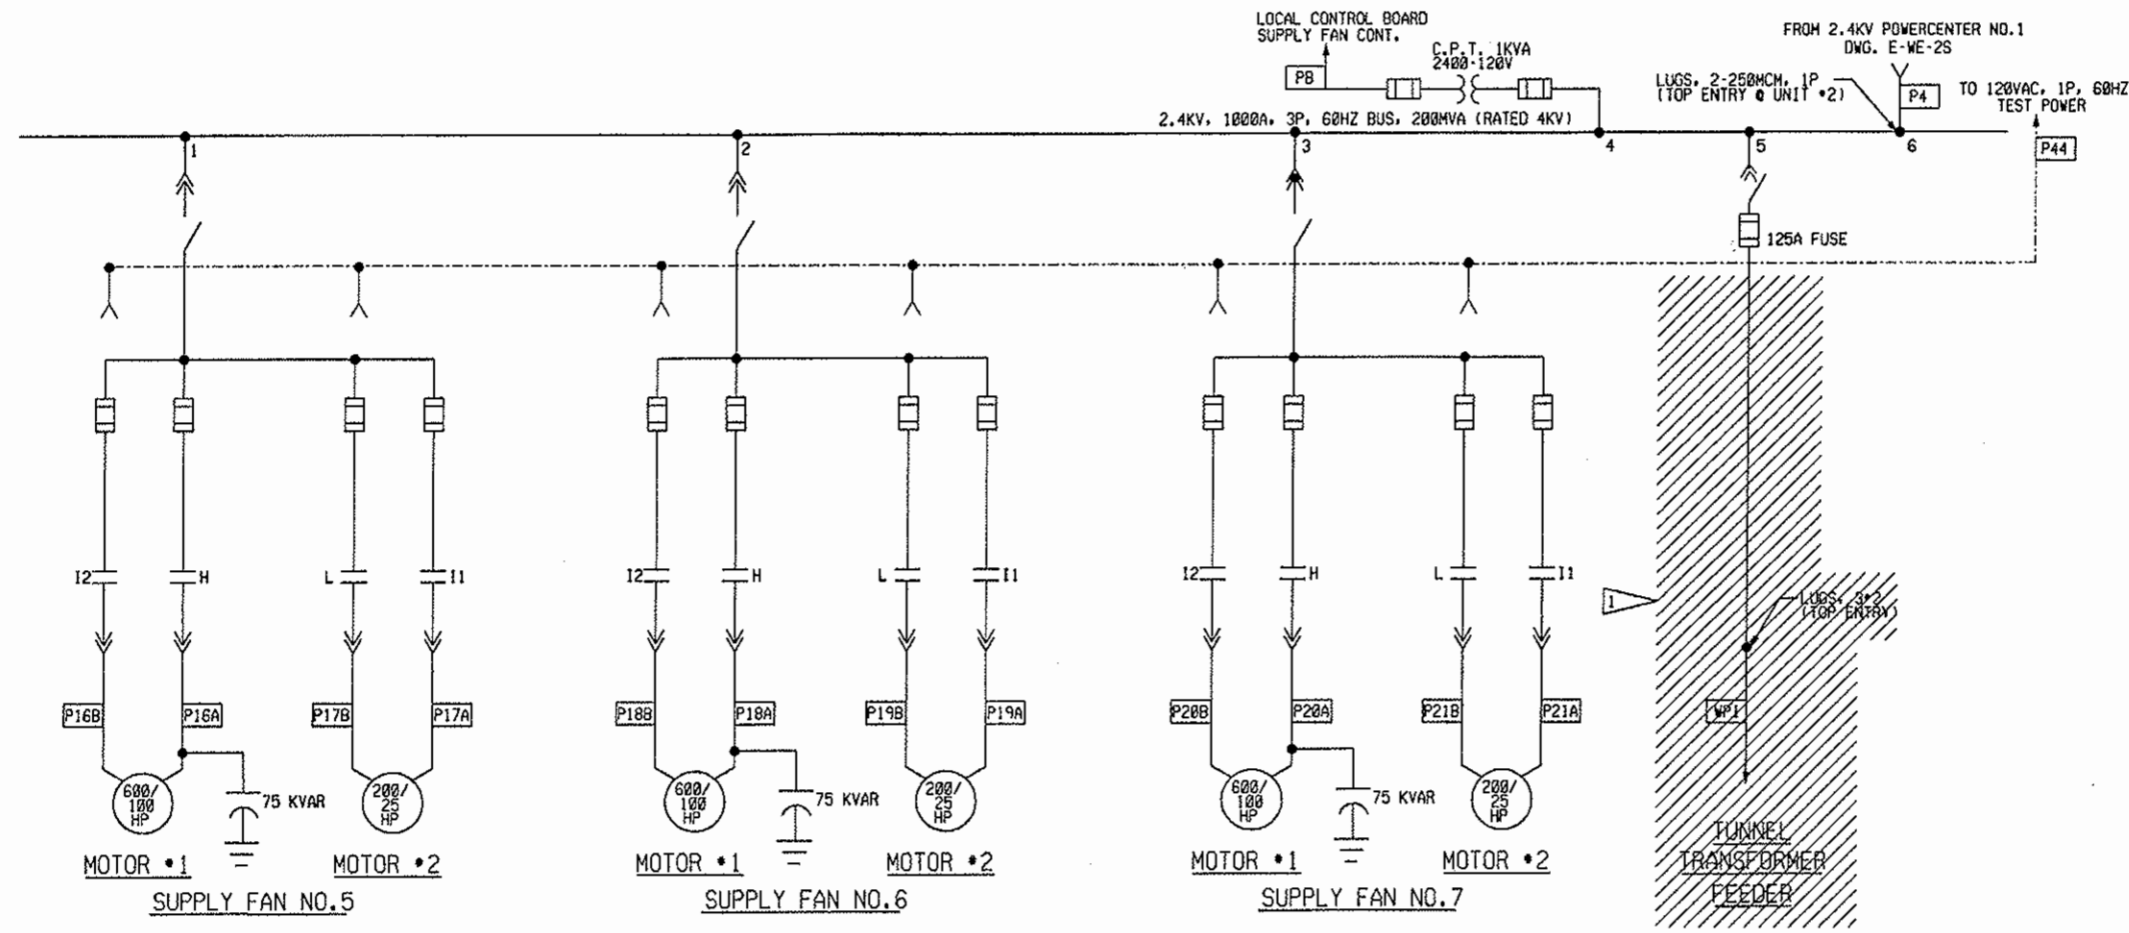 LOCAL CONTROL BOARD
SUPPLY FAN CONT.
C.P.T. 1KVA
2400-120V
P8
FROM 2.4KV POWERCENTER NO.1
DWG. E-WE-2S
LUGS, 2-250MCM, 1P
(TOP ENTRY @ UNIT #2)
P4
TO 120VAC, 1P, 60HZ
TEST POWER
P44
2.4KV, 1000A, 3P, 60HZ BUS, 200MVA (RATED 4KV)
1
2
3
4
5
6
125A FUSE
I2
H
L
I1
I2
H
L
I1
I2
H
L
I1
1
LUGS, 3#2
(TOP ENTRY)
P16B
P16A
P17B
P17A
P18B
P18A
P19B
P19A
P20B
P20A
P21B
P21A
WP1
600/
100
HP
75 KVAR
200/
25
HP
600/
100
HP
75 KVAR
200/
25
HP
600/
100
HP
75 KVAR
200/
25
HP
MOTOR #1
MOTOR #2
MOTOR #1
MOTOR #2
MOTOR #1
MOTOR #2
SUPPLY FAN NO.5
SUPPLY FAN NO.6
SUPPLY FAN NO.7
TUNNEL
TRANSFORMER
FEEDER